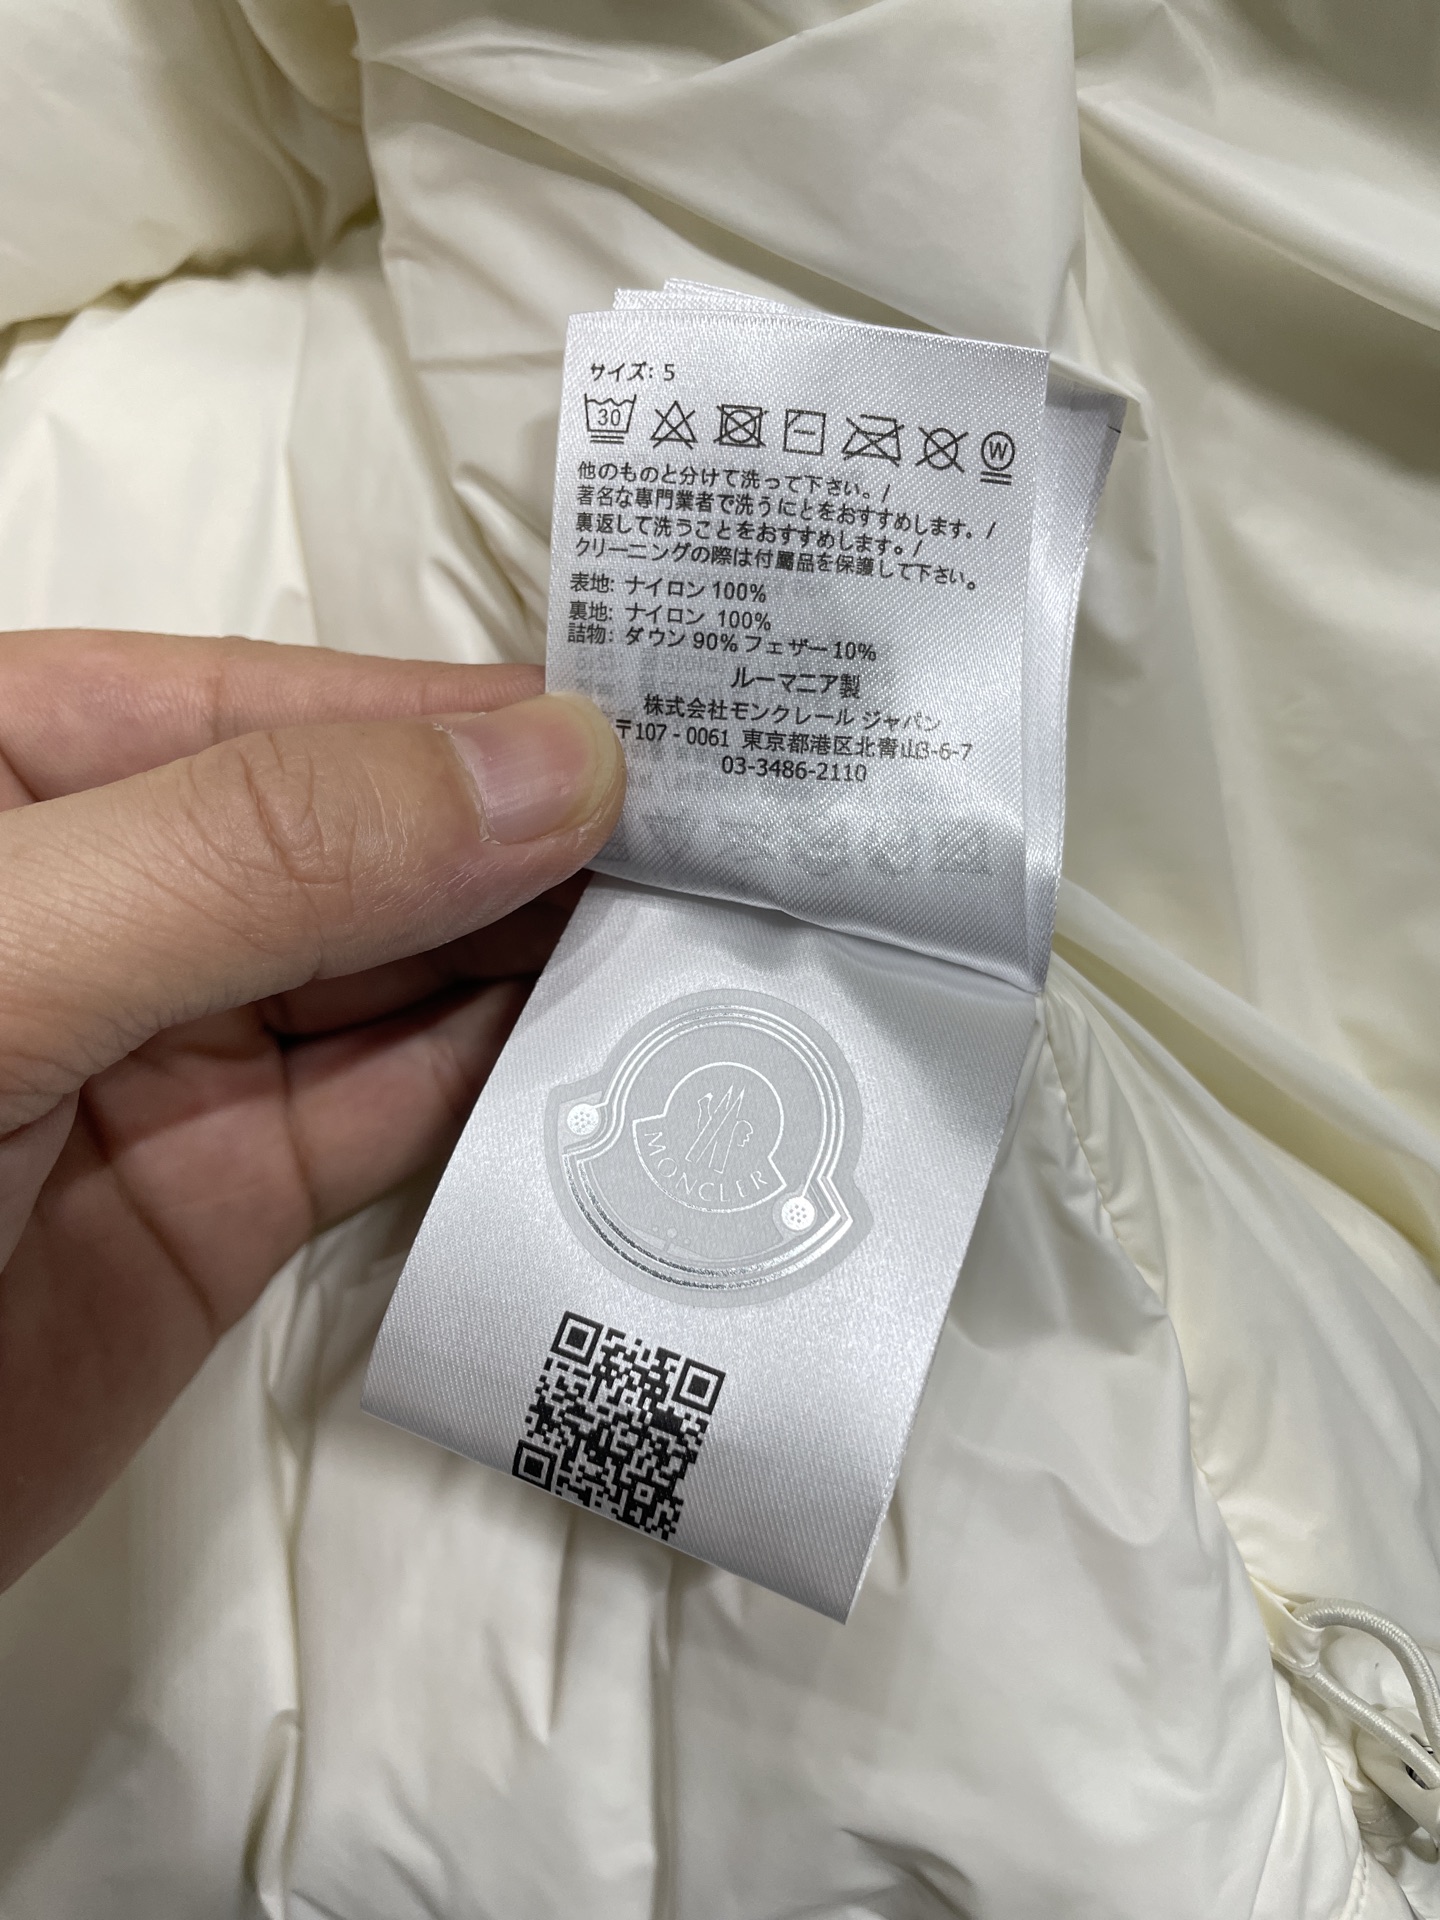 サイズ: 5
30
W
他のものと分けて洗って下さい。/
著名な専門業者で洗うにとをおすすめします。/
裏返して洗うことをおすすめします。/
クリーニングの際は付属品を保護して下さい。
表地: ナイロン 100%
裏地: ナイロン 100%
詰物: ダウン 90% フェザー 10%
ルーマニア製
株式会社モンクレール ジャパン
〒107 - 0061 東京都港区北青山3-6-7
03-3486-2110
MONCLER